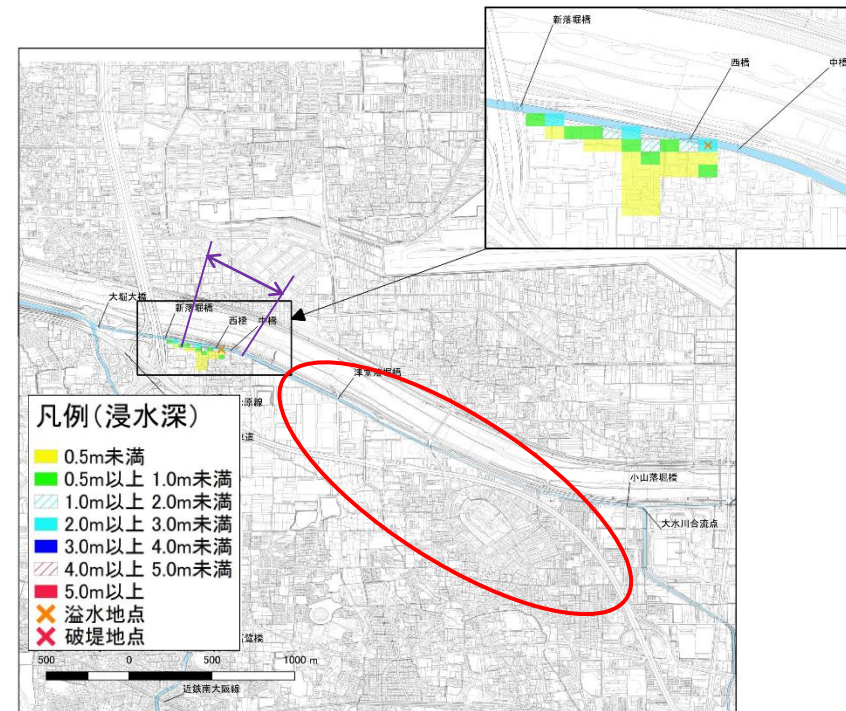 新落堀橋
西橋
中橋
大堀大橋
新落堀橋
西橋
中橋
津堂落堀橋
小山落堀橋
大水川合流点
凡例(浸水深)
0.5m未満
0.5m以上 1.0m未満
1.0m以上 2.0m未満
2.0m以上 3.0m未満
3.0m以上 4.0m未満
4.0m以上 5.0m未満
5.0m以上
溢水地点
破堤地点
原線
道
500 0 500 1000 m
近鉄南大阪線